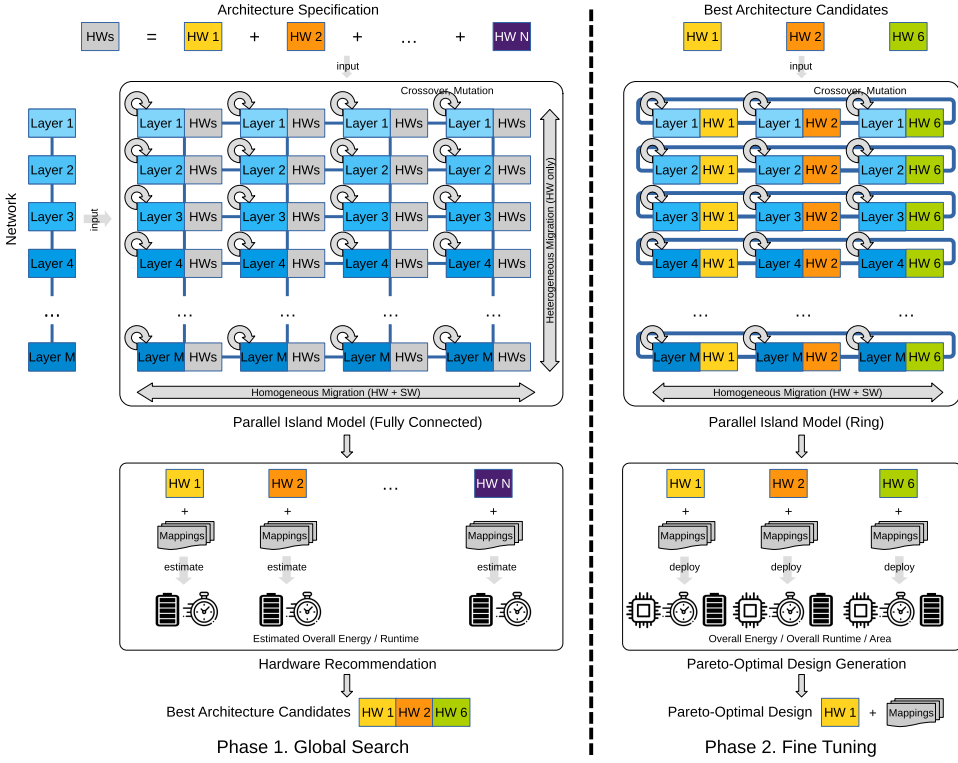 Architecture Specification
HWs = HW 1 + HW 2 + ... + HW N
input
Network
Layer 1
Layer 2
Layer 3
Layer 4
...
Layer M
input
Crossover, Mutation
Layer 1 HWs Layer 1 HWs Layer 1 HWs Layer 1 HWs
Layer 2 HWs Layer 2 HWs Layer 2 HWs Layer 2 HWs
Layer 3 HWs Layer 3 HWs Layer 3 HWs Layer 3 HWs
Layer 4 HWs Layer 4 HWs Layer 4 HWs Layer 4 HWs
... ... ... ...
Layer M HWs Layer M HWs Layer M HWs Layer M HWs
Heterogeneous Migration (HW only)
Homogeneous Migration (HW + SW)
Parallel Island Model (Fully Connected)
HW 1 HW 2 ... HW N
+ + +
Mappings Mappings Mappings
estimate estimate estimate
Estimated Overall Energy / Runtime
Hardware Recommendation
Best Architecture Candidates HW 1 HW 2 HW 6
Phase 1. Global Search
Best Architecture Candidates
HW 1 HW 2 HW 6
input
Crossover, Mutation
Layer 1 HW 1 Layer 1 HW 2 Layer 1 HW 6
Layer 2 HW 1 Layer 2 HW 2 Layer 2 HW 6
Layer 3 HW 1 Layer 3 HW 2 Layer 3 HW 6
Layer 4 HW 1 Layer 4 HW 2 Layer 4 HW 6
... ... ...
Layer M HW 1 Layer M HW 2 Layer M HW 6
Homogeneous Migration (HW + SW)
Parallel Island Model (Ring)
HW 1 HW 2 HW 6
+ + +
Mappings Mappings Mappings
deploy deploy deploy
Overall Energy / Overall Runtime / Area
Pareto-Optimal Design Generation
Pareto-Optimal Design HW 1 + Mappings
Phase 2. Fine Tuning